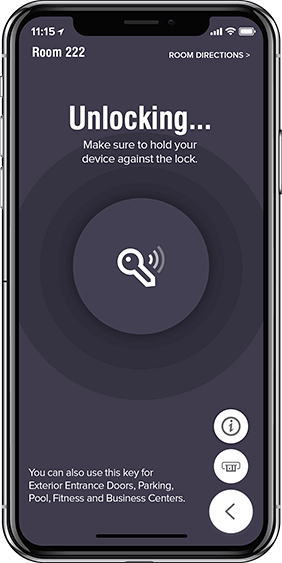 11:15
Room 222
ROOM DIRECTIONS >
Unlocking...
Make sure to hold your
device against the lock.
You can also use this key for
Exterior Entrance Doors, Parking,
Pool, Fitness and Business Centers.